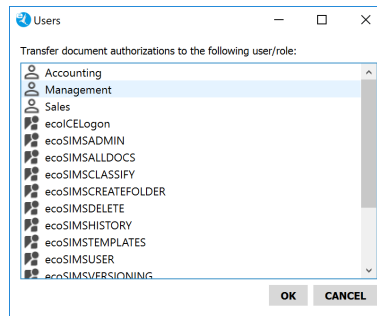 Users
Transfer document authorizations to the following user/role:
Accounting
Management
Sales
ecoICELogon
ecoSIMSADMIN
ecoSIMSALLDOCS
ecoSIMSCLASSIFY
ecoSIMSCREATEFOLDER
ecoSIMSDELETE
ecoSIMSHISTORY
ecoSIMSTEMPLATES
ecoSIMSUSER
ecoSIMSVERSIONING
OK CANCEL